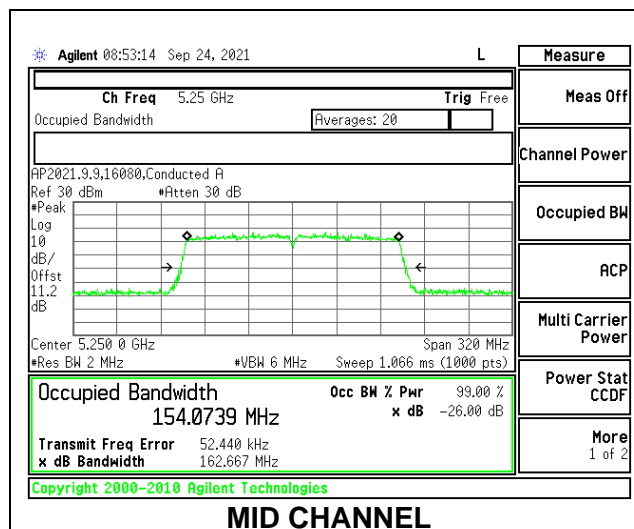 Agilent 08:53:14 Sep 24, 2021 L Measure
Ch Freq 5.25 GHz Trig Free
Meas Off
Occupied Bandwidth Averages: 20
Channel Power
AP2021.9.9,16080,Conducted A
Ref 30 dBm #Atten 30 dB
#Peak
Log
10
dB/
Offst
11.2
dB
Occupied BW
ACP
Multi Carrier
Power
Center 5.250 0 GHz Span 320 MHz
#Res BW 2 MHz #VBW 6 MHz Sweep 1.066 ms (1000 pts)
Power Stat
CCDF
Occupied Bandwidth Occ BW % Pwr 99.00 %
154.0739 MHz x dB -26.00 dB
Transmit Freq Error 52.440 kHz
x dB Bandwidth 162.667 MHz
More
1 of 2
Copyright 2000-2010 Agilent Technologies
MID CHANNEL